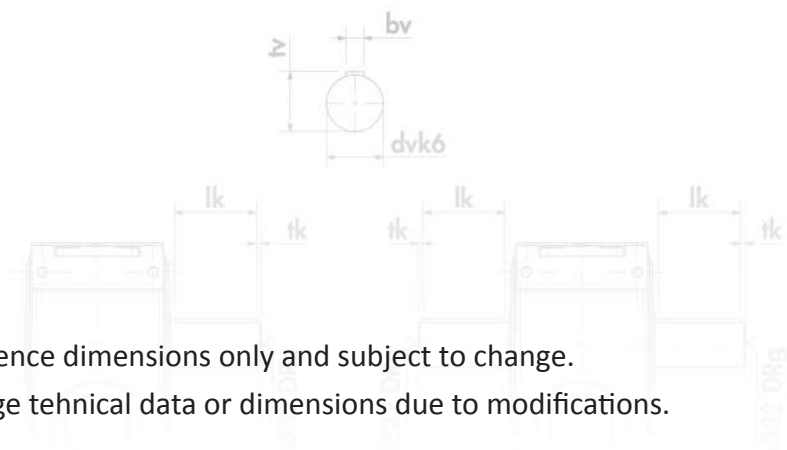 bv
tv
dvk6
lk lk lk
tk tk tk
ence dimensions only and subject to change.
ge tehnical data or dimensions due to modifications.